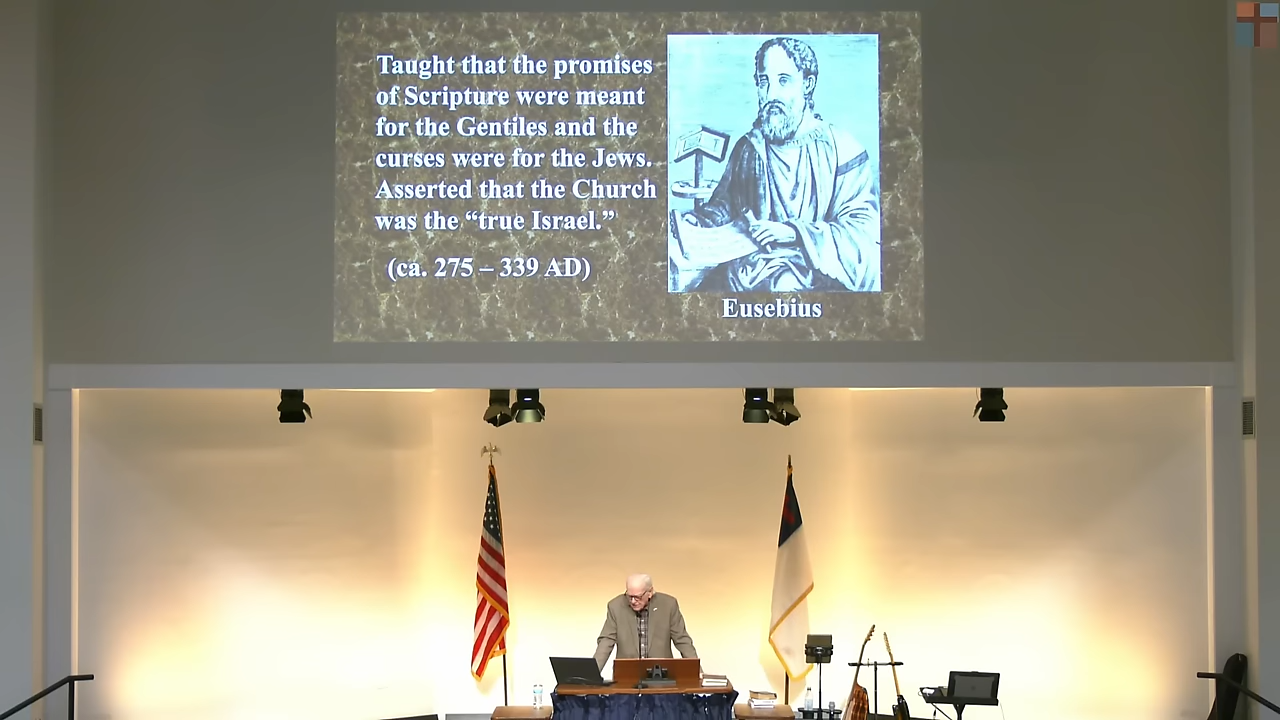 Taught that the promises
of Scripture were meant
for the Gentiles and the
curses were for the Jews.
Asserted that the Church
was the “true Israel.”
(ca. 275 – 339 AD)
Eusebius